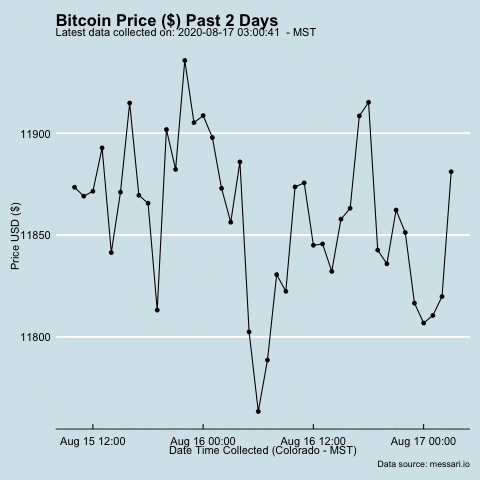 Bitcoin Price ($) Past 2 Days
Latest data collected on: 2020-08-17 03:00:41  - MST
11900
11850
11800
Price USD ($)
Aug 15 12:00 Aug 16 00:00 Aug 16 12:00 Aug 17 00:00
Date Time Collected (Colorado - MST)
Data source: messari.io